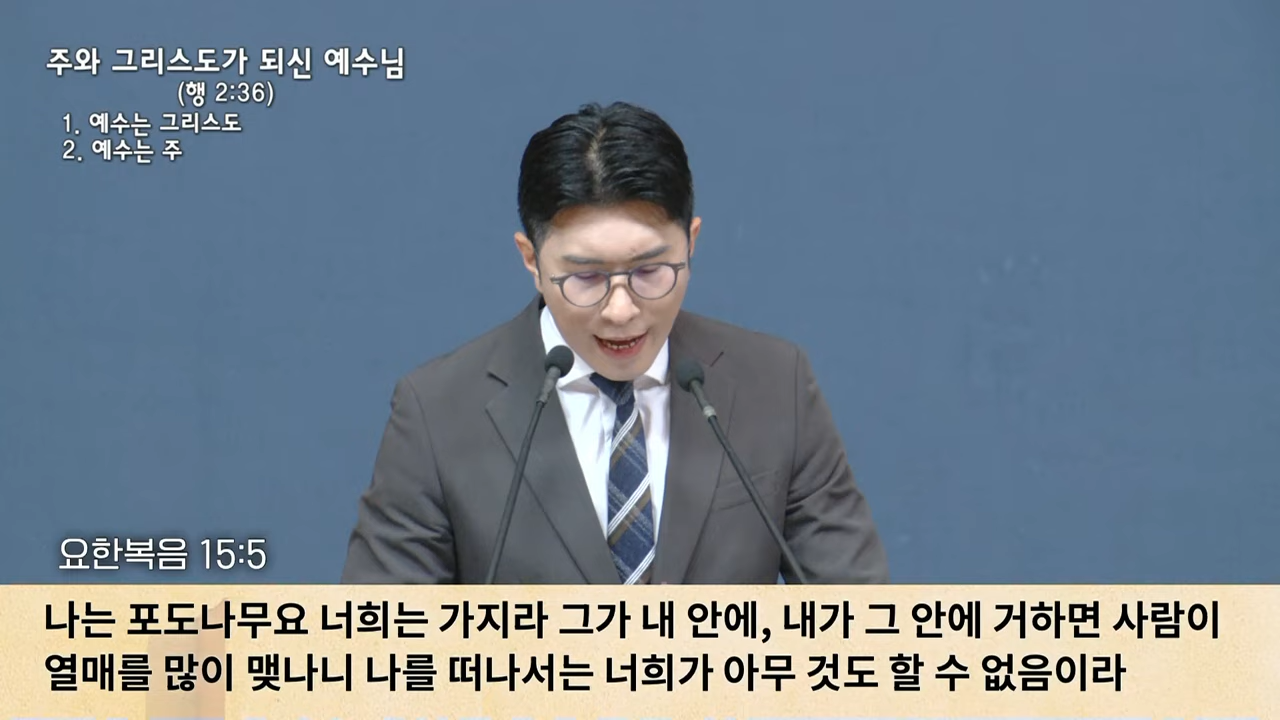 주와 그리스도가 되신 예수님
(행 2:36)
1. 예수는 그리스도
2. 예수는 주
요한복음 15:5
나는 포도나무요 너희는 가지라 그가 내 안에, 내가 그 안에 거하면 사람이
열매를 많이 맺나니 나를 떠나서는 너희가 아무 것도 할 수 없음이라